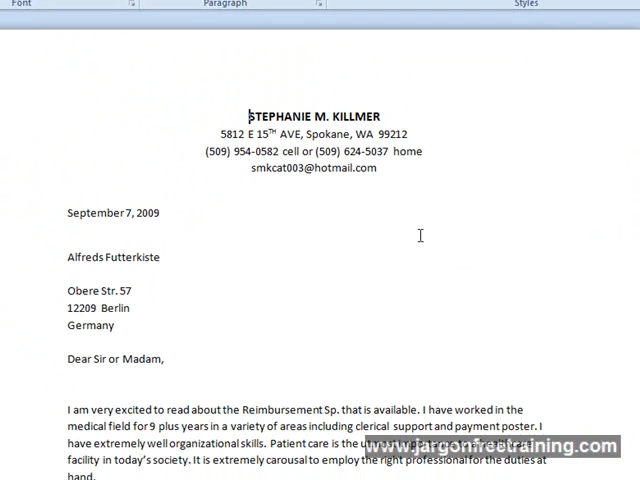 Font Paragraph Styles
STEPHANIE M. KILLMER
5812 E 15TH AVE, Spokane, WA 99212
(509) 954-0582 cell or (509) 624-5037 home
smkcat003@hotmail.com
September 7, 2009
Alfreds Futterkiste
Obere Str. 57
12209 Berlin
Germany
Dear Sir or Madam,
I am very excited to read about the Reimbursement Sp. that is available. I have worked in the
medical field for 9 plus years in a variety of areas including clerical support and payment poster. I
have extremely well organizational skills. Patient care is the utmost
www.jargonfreetraining.com
facility in today's society. It is extremely carousal to employ the right professional for the duties at
hand.